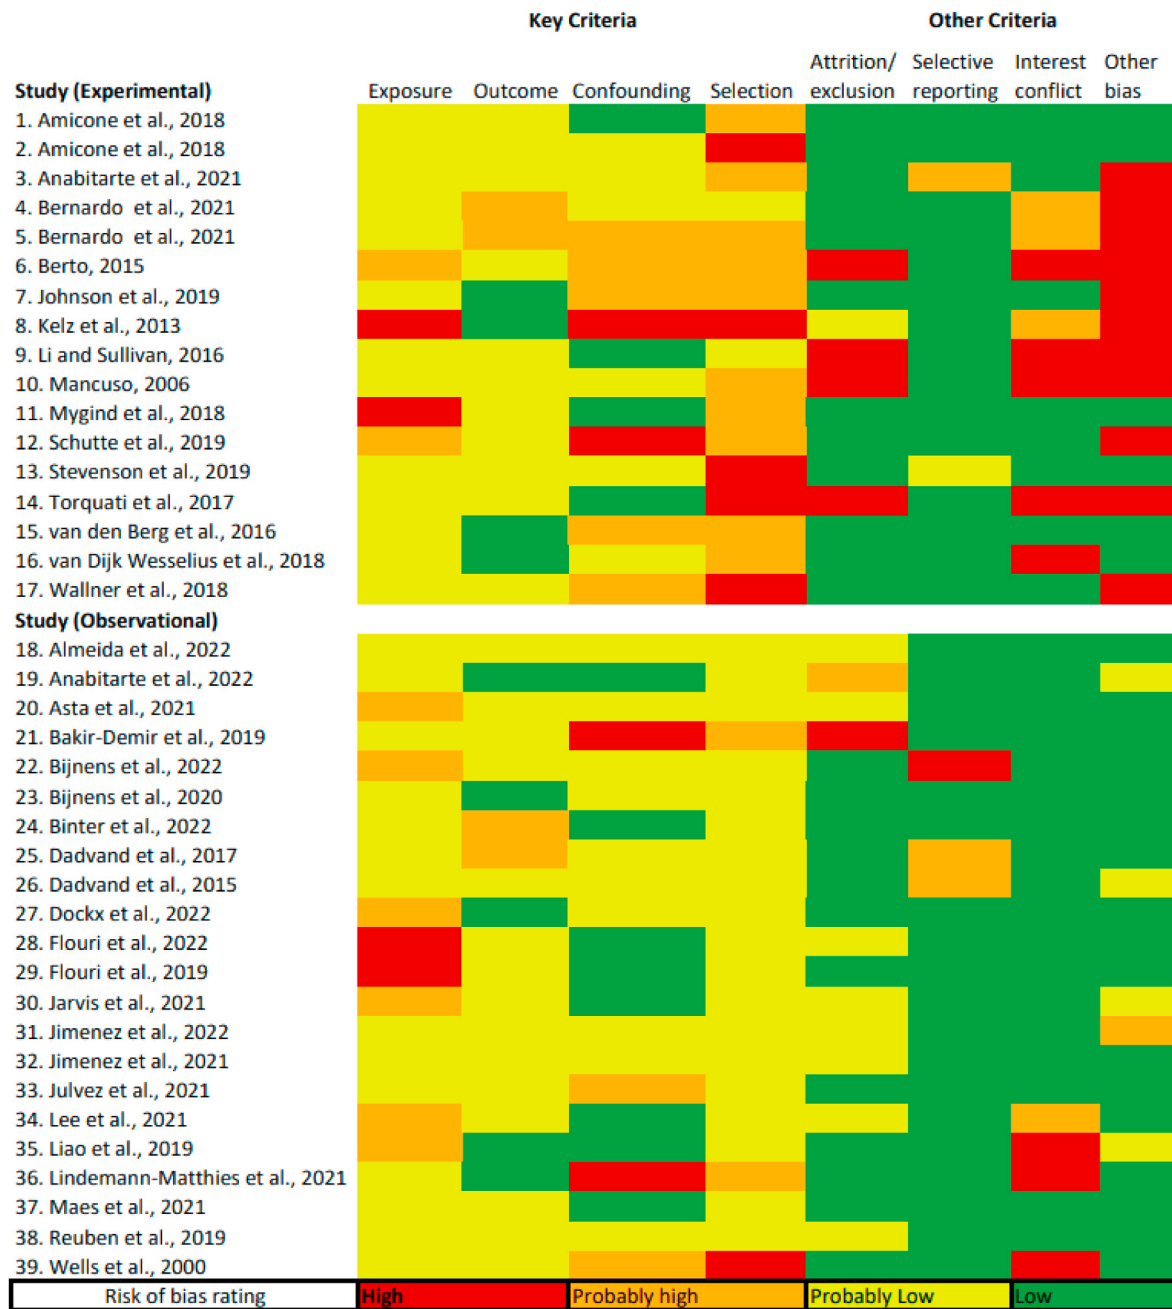 Key Criteria Other Criteria
Attrition/ Selective Interest Other
Study (Experimental) Exposure Outcome Confounding Selection exclusion reporting conflict bias
1. Amicone et al., 2018
2. Amicone et al., 2018
3. Anabitarte et al., 2021
4. Bernardo et al., 2021
5. Bernardo et al., 2021
6. Berto, 2015
7. Johnson et al., 2019
8. Kelz et al., 2013
9. Li and Sullivan, 2016
10. Mancuso, 2006
11. Mygind et al., 2018
12. Schutte et al., 2019
13. Stevenson et al., 2019
14. Torquati et al., 2017
15. van den Berg et al., 2016
16. van Dijk Wesselius et al., 2018
17. Wallner et al., 2018
Study (Observational)
18. Almeida et al., 2022
19. Anabitarte et al., 2022
20. Asta et al., 2021
21. Bakir-Demir et al., 2019
22. Bijnens et al., 2022
23. Bijnens et al., 2020
24. Binter et al., 2022
25. Dadvand et al., 2017
26. Dadvand et al., 2015
27. Dockx et al., 2022
28. Flouri et al., 2022
29. Flouri et al., 2019
30. Jarvis et al., 2021
31. Jimenez et al., 2022
32. Jimenez et al., 2021
33. Julvez et al., 2021
34. Lee et al., 2021
35. Liao et al., 2019
36. Lindemann-Matthies et al., 2021
37. Maes et al., 2021
38. Reuben et al., 2019
39. Wells et al., 2000
Risk of bias rating High Probably high Probably Low Low